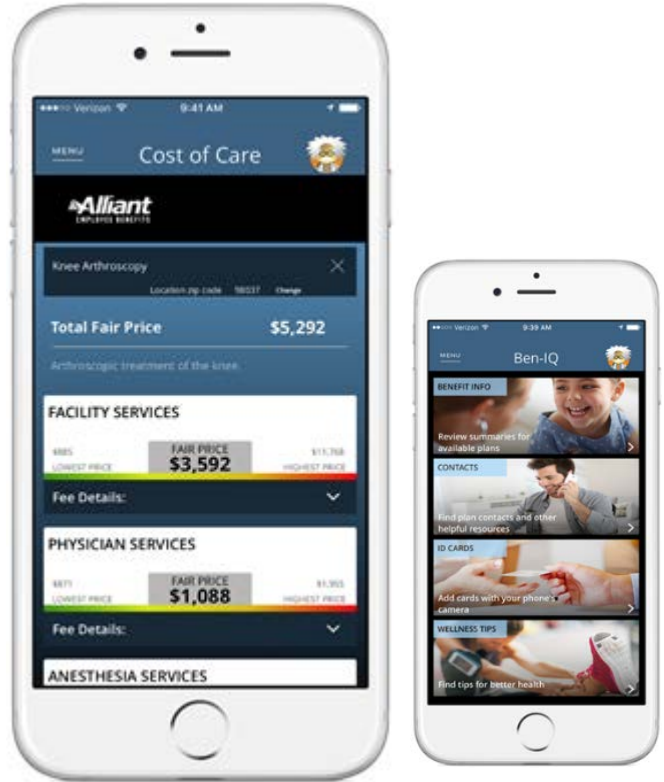 Verizon
9:41 AM
MENU
Cost of Care
Alliant
EMPLOYEE BENEFITS
Knee Arthroscopy
Location zip code
Change
Total Fair Price $5,292
Arthroscopic treatment of the knee.
FACILITY SERVICES
FAIR PRICE
$885 $3,592 $11,768
LOWEST PRICE HIGHEST PRICE
Fee Details:
PHYSICIAN SERVICES
FAIR PRICE
$871 $1,088
LOWEST PRICE HIGHEST PRICE
Fee Details:
ANESTHESIA SERVICES
Verizon 9:39 AM
MENU Ben-IQ
BENEFIT INFO
Review summaries for
available plans
CONTACTS
Find plan contacts and other
helpful resources
ID CARDS
Add cards with your phone's
camera
WELLNESS TIPS
Find tips for better health